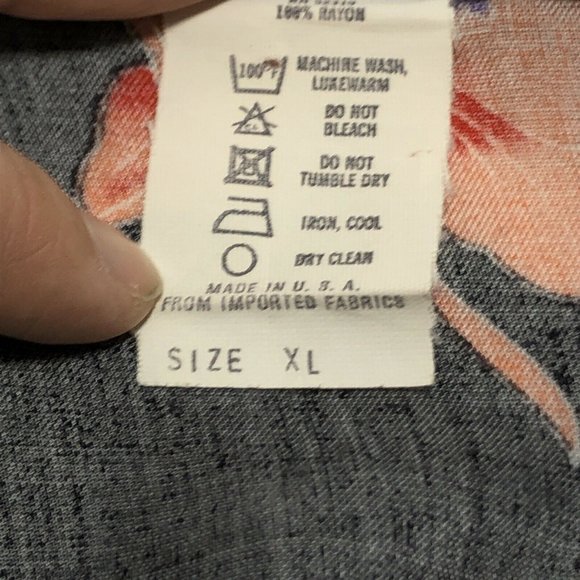 100% RAYON
100°F
MACHINE WASH,
LUKEWARM
DO NOT
BLEACH
DO NOT
TUMBLE DRY
IRON, COOL
DRY CLEAN
MADE IN U. S. A.
FROM IMPORTED FABRICS
SIZE XL